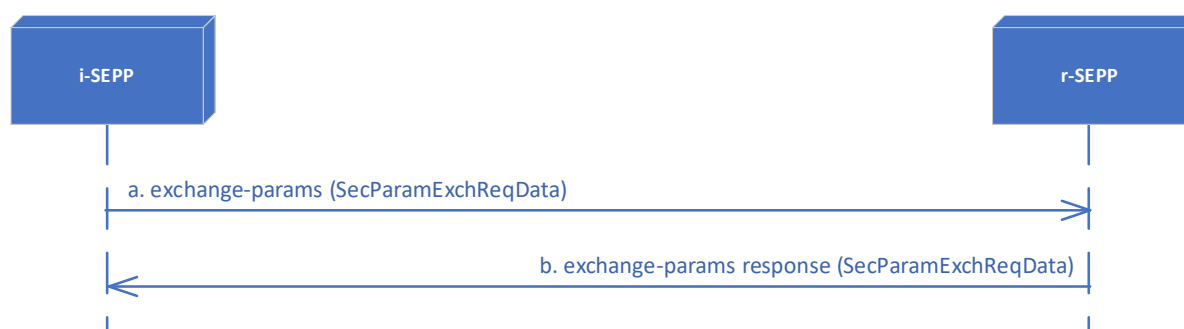 i-SEPP
r-SEPP
a. exchange-params (SecParamExchReqData)
b. exchange-params response (SecParamExchReqData)